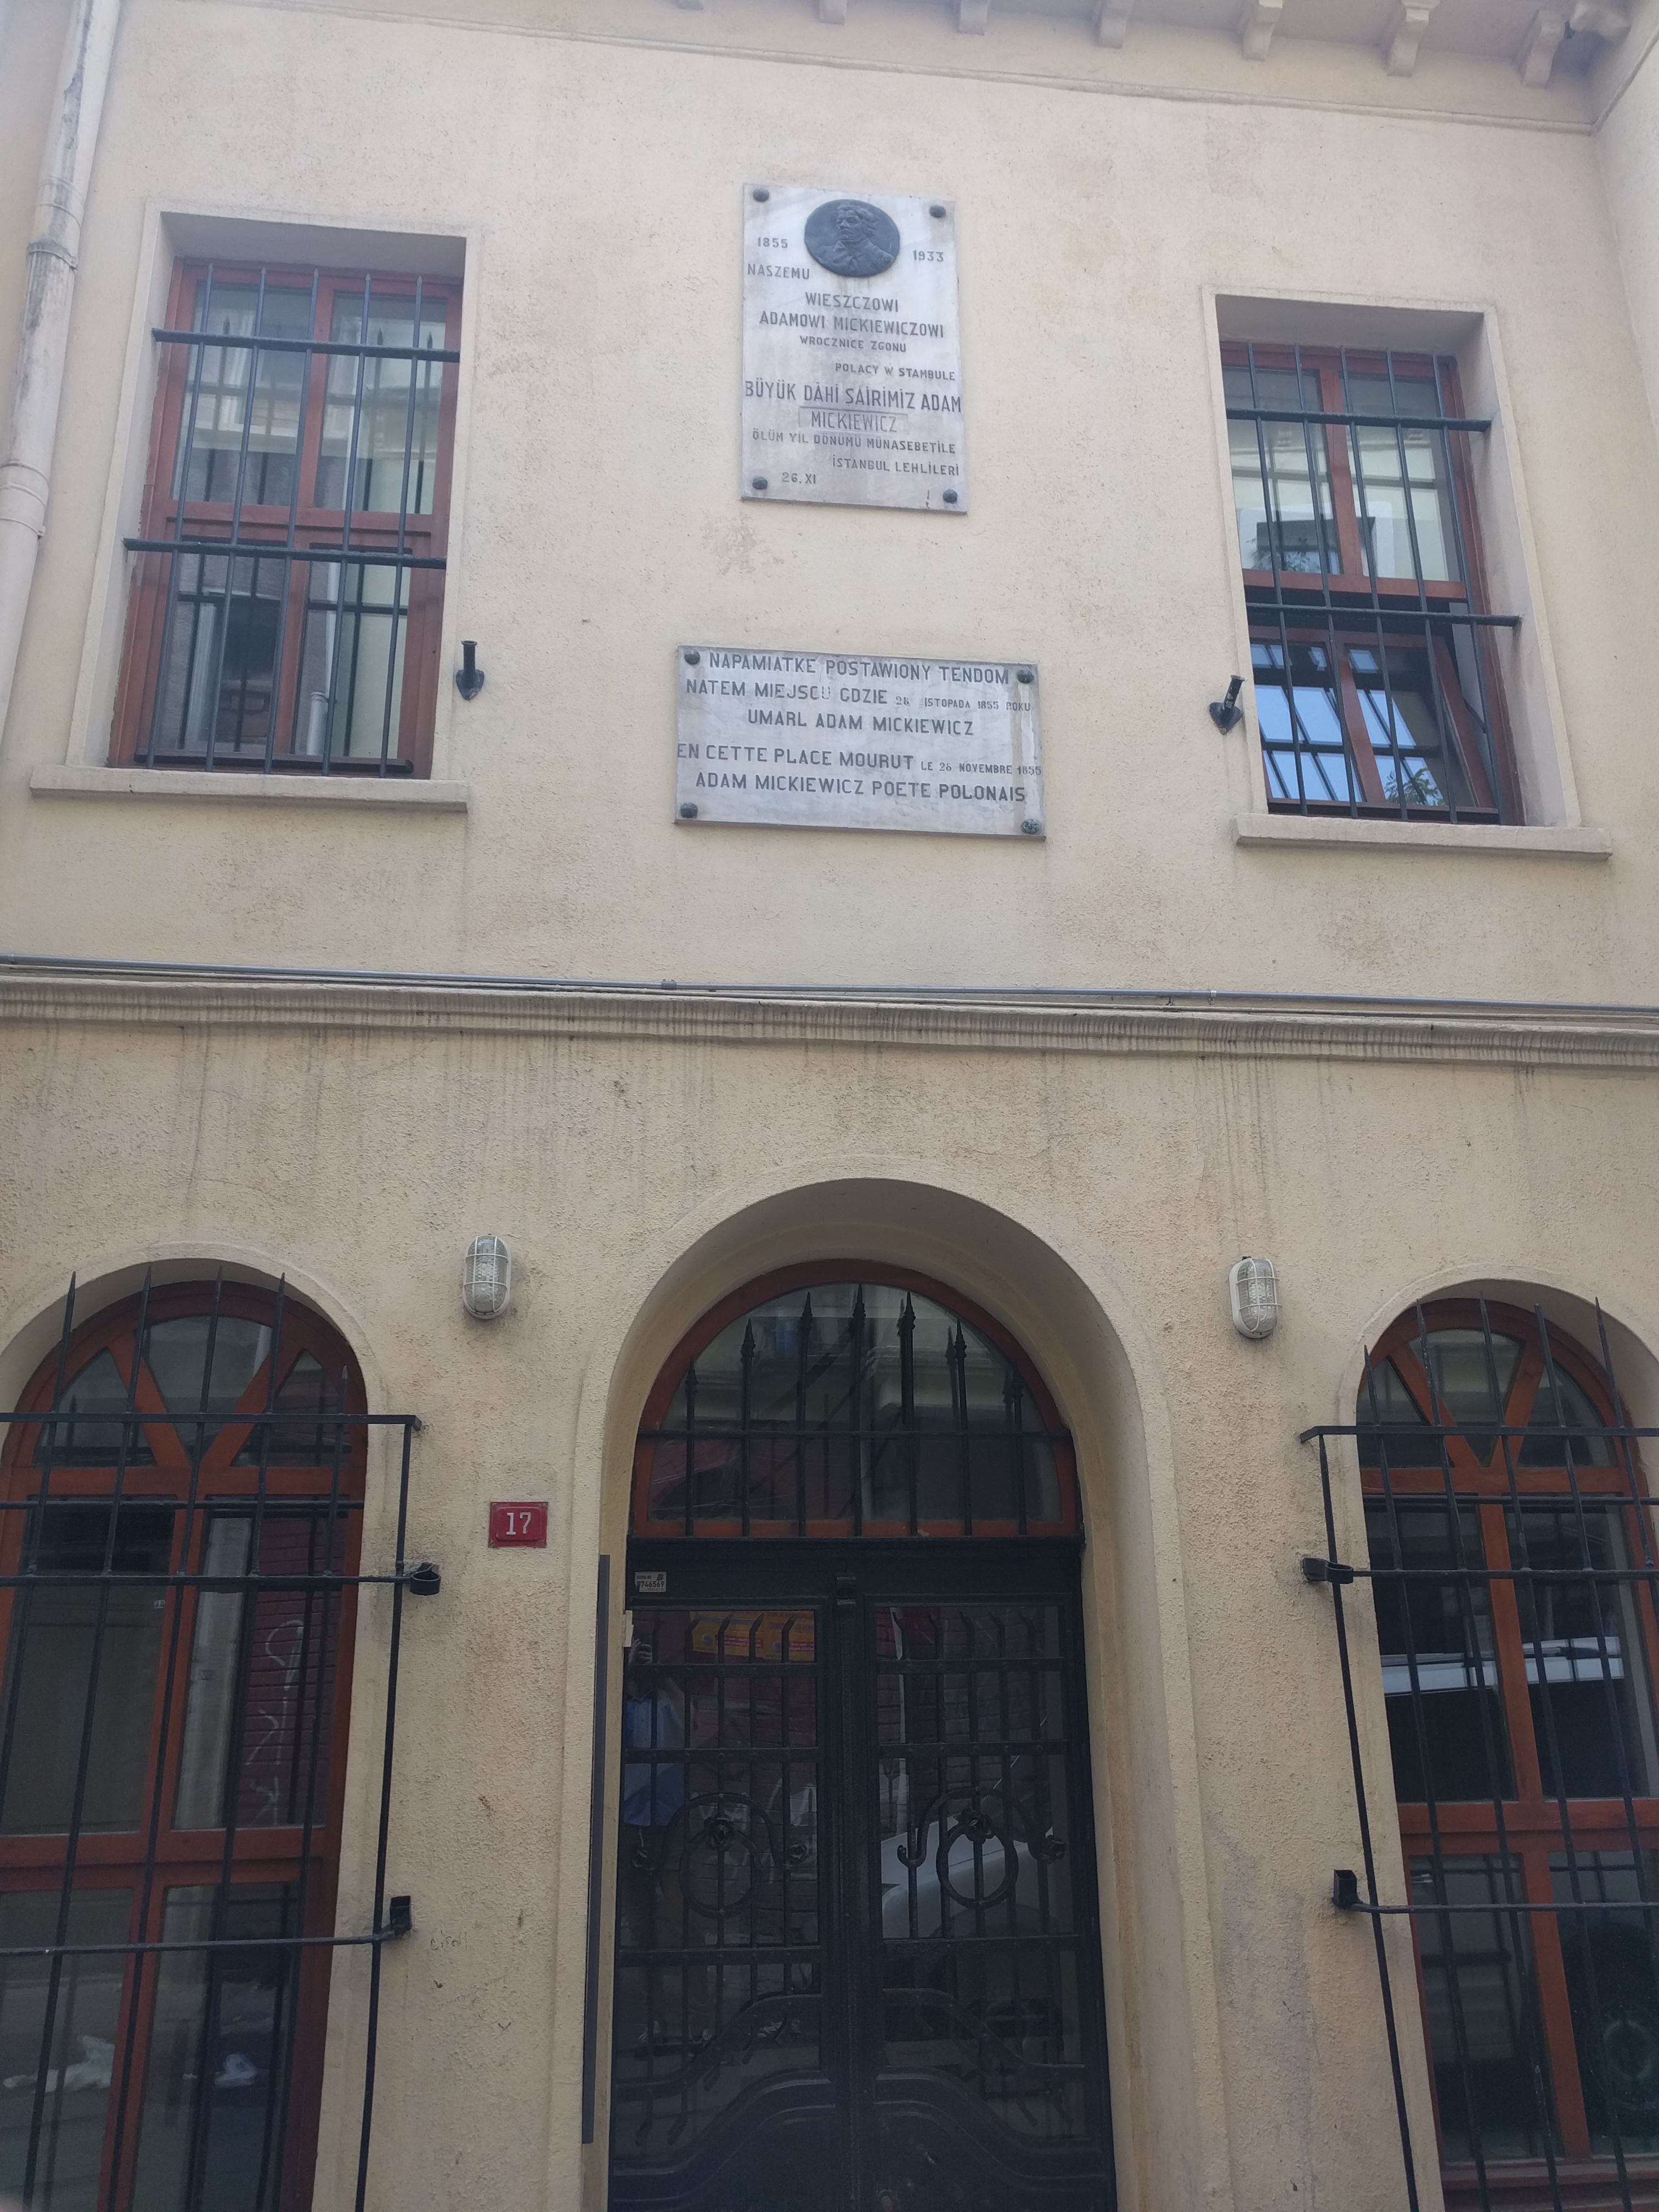 1855
1933
NASZEMU
WIESZCZOWI
ADAMOWI MICKIEWICZOWI
WROCZNICE ZGONU
POLACY W STAMBULE
BÜYÜK DÂHİ SAİRİMİZ ADAM
MICKIEWICZ
ÖLÜM YIL DÖNÜMÜ MÜNASEBETİLE
İSTANBUL LEHLİLERİ
26.XI
NAPAMIATKE POSTAWIONY TENDOM
NATEM MIEJSCU GDZIE 26 ISTOPADA 1855 ROKU
UMARL ADAM MICKIEWICZ
EN CETTE PLACE MOURUT LE 26 NOVEMBRE 1855
ADAM MICKIEWICZ POETE POLONAIS
17